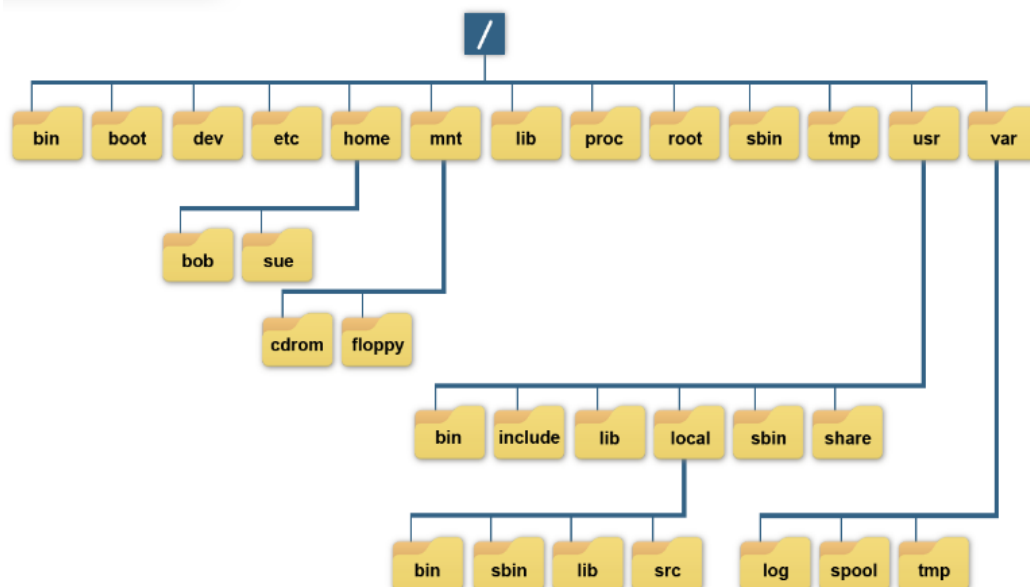 /
bin boot dev etc home mnt lib proc root sbin tmp usr var
bob sue
cdrom floppy
bin include lib local sbin share
bin sbin lib src log spool tmp